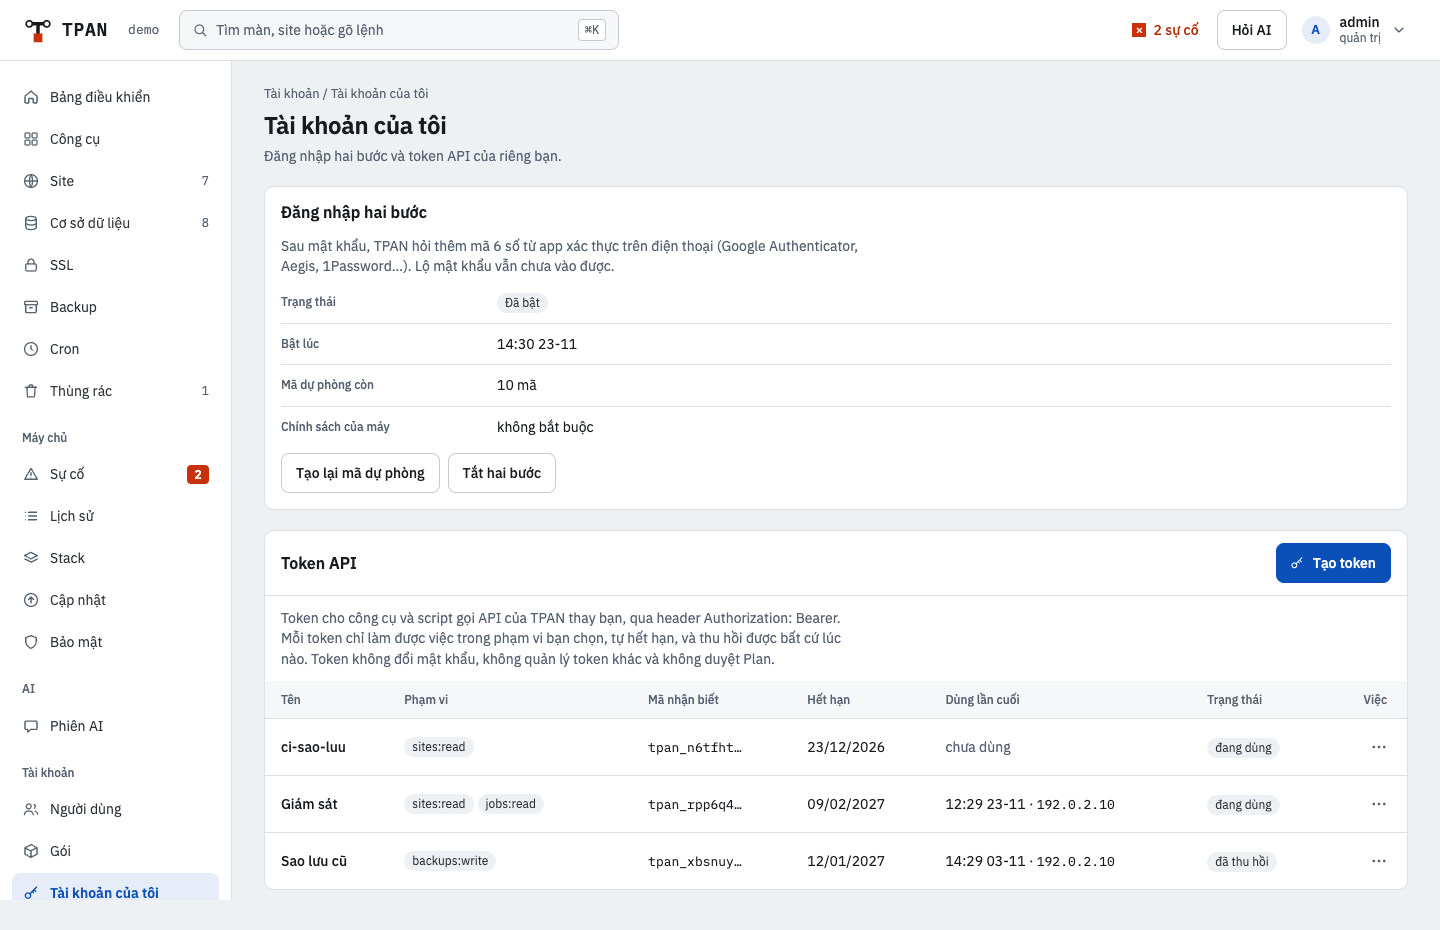 TPAN demo
Tìm màn, site hoặc gõ lệnh ⌘K
2 sự cố
Hỏi AI
A
admin
quản trị
Bảng điều khiển
Công cụ
Site 7
Cơ sở dữ liệu 8
SSL
Backup
Cron
Thùng rác 1
Máy chủ
Sự cố 2
Lịch sử
Stack
Cập nhật
Bảo mật
AI
Phiên AI
Tài khoản
Người dùng
Gói
Tài khoản của tôi
Tài khoản / Tài khoản của tôi
Tài khoản của tôi
Đăng nhập hai bước và token API của riêng bạn.
Đăng nhập hai bước
Sau mật khẩu, TPAN hỏi thêm mã 6 số từ app xác thực trên điện thoại (Google Authenticator,
Aegis, 1Password...). Lộ mật khẩu vẫn chưa vào được.
Trạng thái Đã bật
Bật lúc 14:30 23-11
Mã dự phòng còn 10 mã
Chính sách của máy không bắt buộc
Tạo lại mã dự phòng Tắt hai bước
Token API Tạo token
Token cho công cụ và script gọi API của TPAN thay bạn, qua header Authorization: Bearer.
Mỗi token chỉ làm được việc trong phạm vi bạn chọn, tự hết hạn, và thu hồi được bất cứ lúc
nào. Token không đổi mật khẩu, không quản lý token khác và không duyệt Plan.
Tên Phạm vi Mã nhận biết Hết hạn Dùng lần cuối Trạng thái Việc
ci-sao-luu sites:read tpan_n6tfht… 23/12/2026 chưa dùng đang dùng ···
Giám sát sites:read jobs:read tpan_rpp6q4… 09/02/2027 12:29 23-11 · 192.0.2.10 đang dùng ···
Sao lưu cũ backups:write tpan_xbsnuy… 12/01/2027 14:29 03-11 · 192.0.2.10 đã thu hồi ···